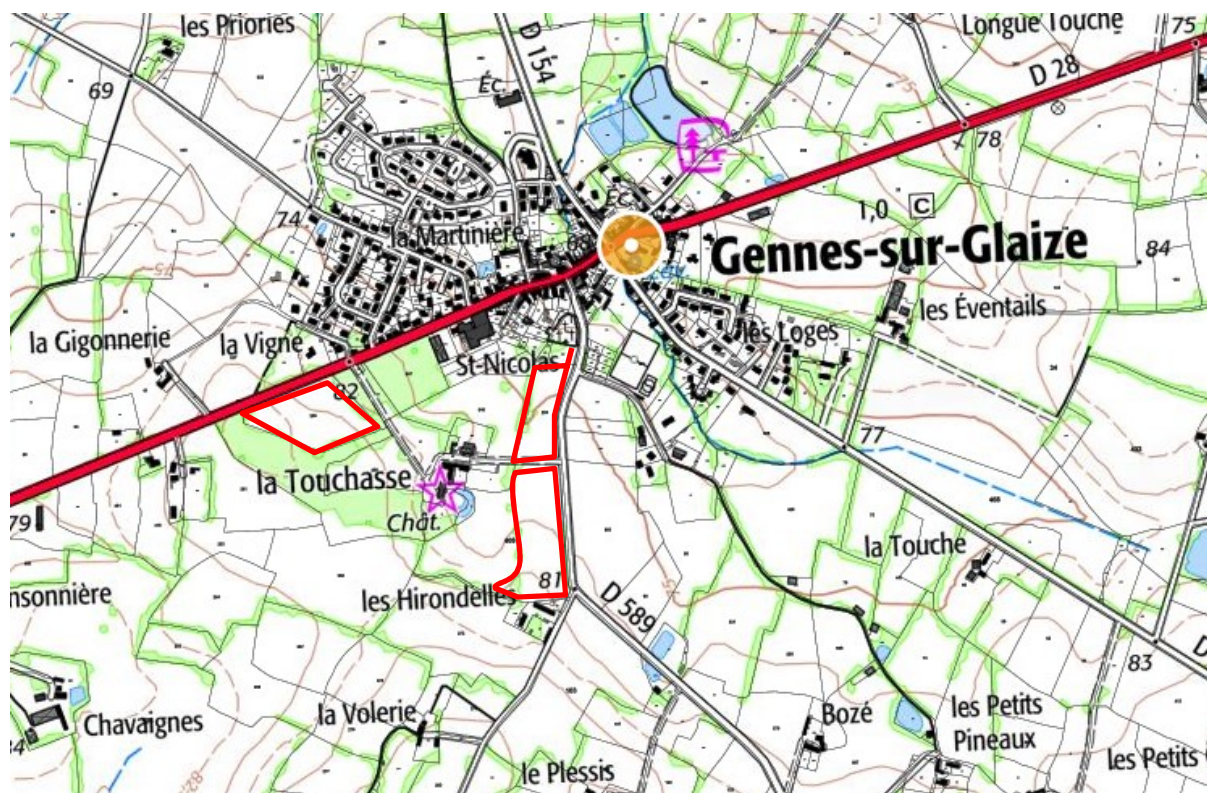 les Priories
Longue Touche
75
D 154
D 28
Éc.
69
78
ÉC.
1,0
C
74
la Martinière
Gennes-sur-Glaize
84
75
les Éventails
la Gigonnerie
la Vigne
les Loges
St-Nicolas
82
77
la Touchasse
79
Chât.
la Touche
nsonnière
les Hirondelles
81
D 589
83
D
Chavaignes
la Volerie
Bozé
les Petits
Pineaux
les Petits
le Plessis